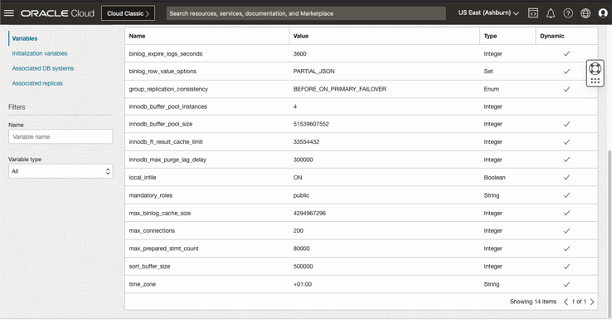 ORACLE Cloud
Cloud Classic >
Search resources, services, documentation, and Marketplace
US East (Ashburn)
Variables
Initialization variables
Associated DB systems
Associated replicas
Filters
Name
Variable name
Variable type
All
Name Value Type Dynamic
binlog_expire_logs_seconds 3600 Integer
binlog_row_value_options PARTIAL_JSON Set
group_replication_consistency BEFORE_ON_PRIMARY_FAILOVER Enum
innodb_buffer_pool_instances 4 Integer
innodb_buffer_pool_size 51539607552 Integer
innodb_ft_result_cache_limit 33554432 Integer
innodb_max_purge_lag_delay 300000 Integer
local_infile ON Boolean
mandatory_roles public String
max_binlog_cache_size 4294967296 Integer
max_connections 200 Integer
max_prepared_stmt_count 80000 Integer
sort_buffer_size 500000 Integer
time_zone +01:00 String
Showing 14 items < 1 of 1 >